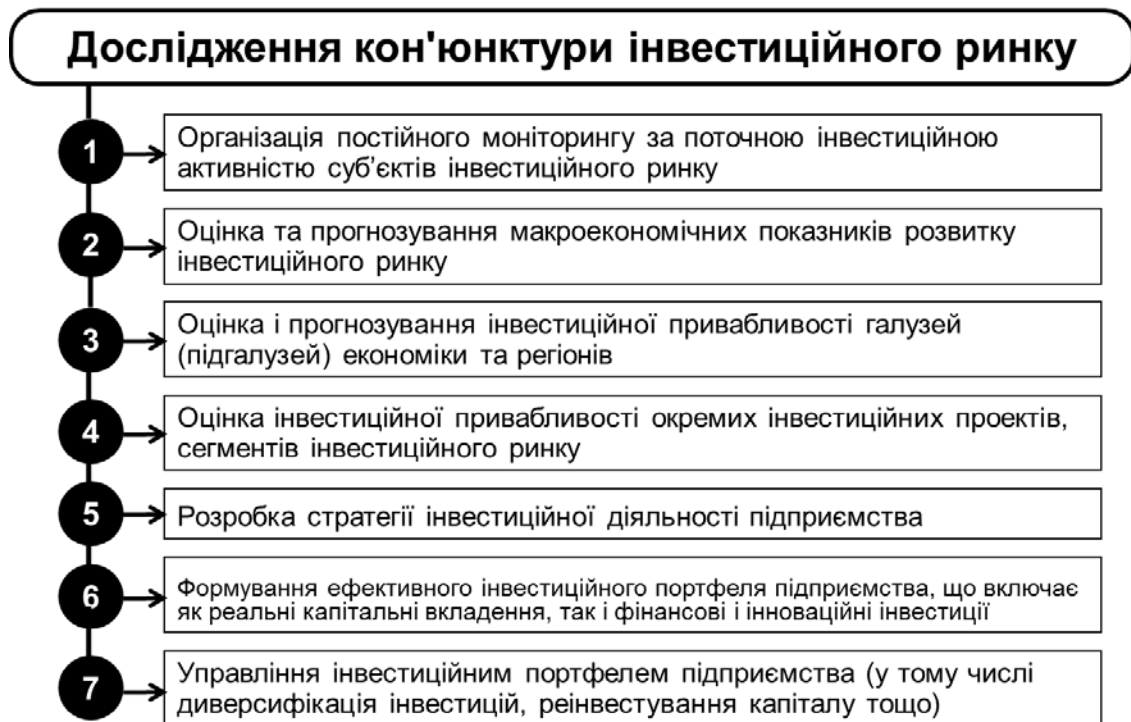 Дослідження кон'юнктури інвестиційного ринку
1
Організація постійного моніторингу за поточною інвестиційною
активністю суб’єктів інвестиційного ринку
2
Оцінка та прогнозування макроекономічних показників розвитку
інвестиційного ринку
3
Оцінка і прогнозування інвестиційної привабливості галузей
(підгалузей) економіки та регіонів
4
Оцінка інвестиційної привабливості окремих інвестиційних проектів,
сегментів інвестиційного ринку
5
Розробка стратегії інвестиційної діяльності підприємства
6
Формування ефективного інвестиційного портфеля підприємства, що включає
як реальні капітальні вкладення, так і фінансові і інноваційні інвестиції
7
Управління інвестиційним портфелем підприємства (у тому числі
диверсифікація інвестицій, реінвестування капіталу тощо)